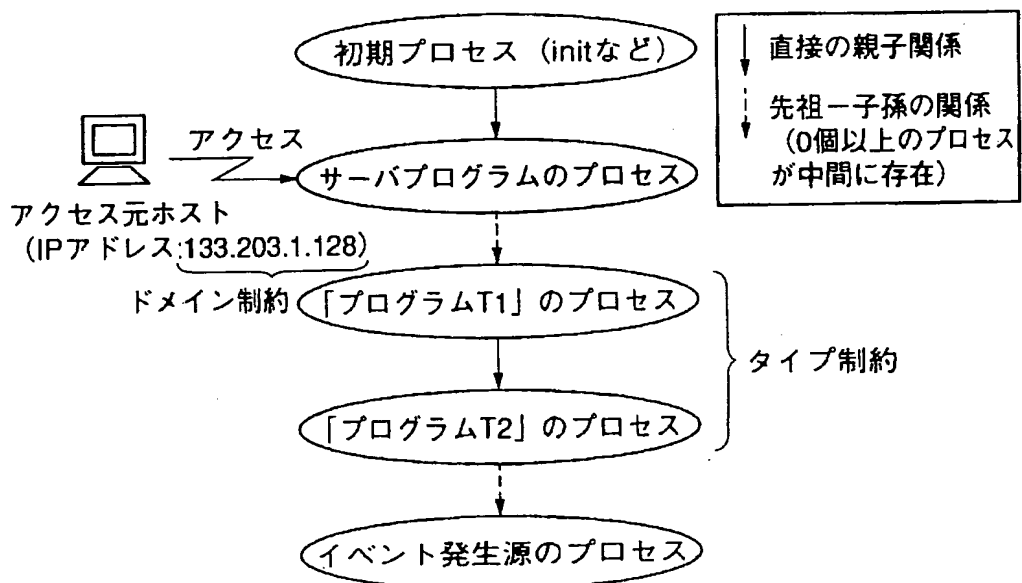 初期プロセス (initなど)
直接の親子関係
先祖ー子孫の関係
(0個以上のプロセス
が中間に存在)
アクセス
サーバプログラムのプロセス
アクセス元ホスト
(IPアドレス:133.203.1.128)
ドメイン制約
「プログラムT1」のプロセス
タイプ制約
「プログラムT2」のプロセス
イベント発生源のプロセス